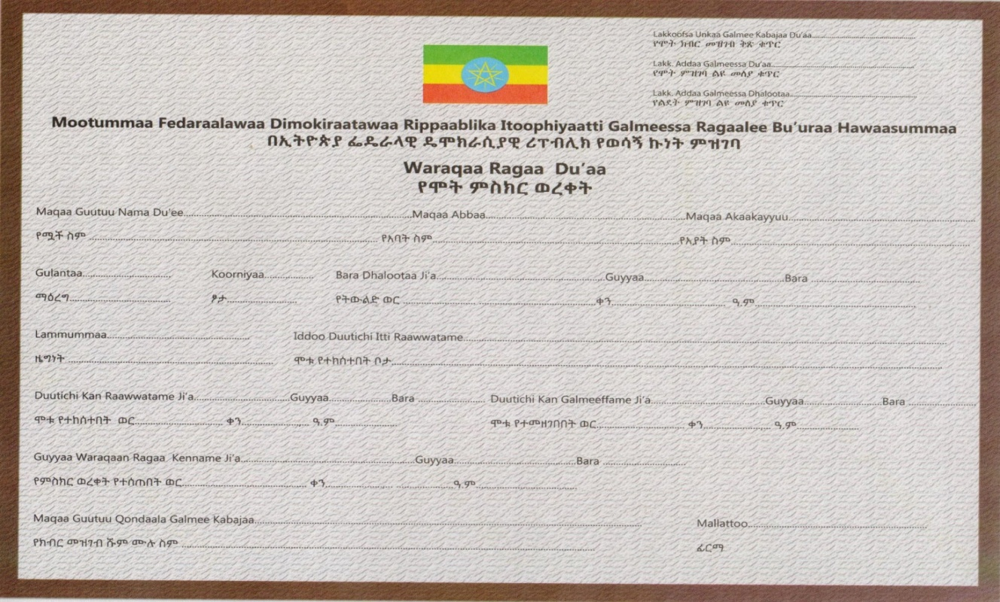 Lakkoofsa Unkaa Galmee Kabajaa Du'aa
የሞት ክብር መዝገብ ቅጽ ቁጥር
Lakk. Addaa Galmeessa Du'aa
የሞት ምዝገባ ልዩ መለያ ቁጥር
Lakk. Addaa Galmeessa Dhalootaa
የልደት ምዝገባ ልዩ መለያ ቁጥር
Mootummaa Fedaraalawaa Dimokiraatawaa Rippaablika Itoophiyaatti Galmeessa Ragaalee Bu'uraa Hawaasummaa
በኢትዮጵያ ፌዴራላዊ ዴሞክራሲያዊ ሪፐብሊክ የወሳኝ ኩነት ምዝገባ
Waraqaa Ragaa Du'aa
የሞት ምስክር ወረቀት
Maqaa Guutuu Nama Du'ee Maqaa Abbaa Maqaa Akaakayyuu
የሟች ስም የአባት ስም የአያት ስም
Gulantaa Koorniyaa Bara Dhalootaa Ji'a Guyyaa Bara
ማዕረግ ፆታ የትውልድ ወር ቀን ዓ.ም
Lammummaa Iddoo Duutichi Itti Raawwatame
ዜግነት ሞቱ የተከሰተበት ቦታ
Duutichi Kan Raawwatame Ji'a Guyyaa Bara Duutichi Kan Galmeeffame Ji'a Guyyaa Bara
ሞቱ የተከሰተበት ወር ቀን ዓ.ም ሞቱ የተመዘገበበት ወር ቀን ዓ.ም
Guyyaa Waraqaan Ragaa Kenname Ji'a Guyyaa Bara
የምስክር ወረቀት የተሰጠበት ወር ቀን ዓ.ም
Maqaa Guutuu Qondaala Galmee Kabajaa Mallattoo
የክብር መዝገብ ሹም ሙሉ ስም ፊርማ